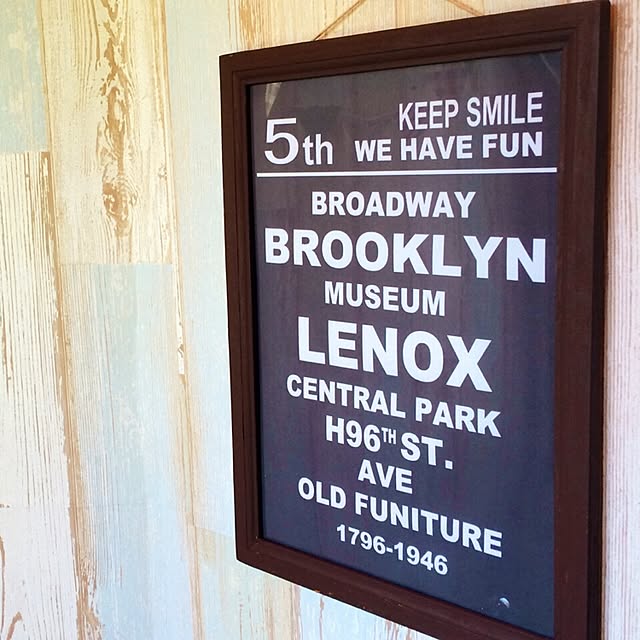 5th KEEP SMILE
WE HAVE FUN
BROADWAY
BROOKLYN
MUSEUM
LENOX
CENTRAL PARK
H96TH ST.
AVE
OLD FUNITURE
1796-1946